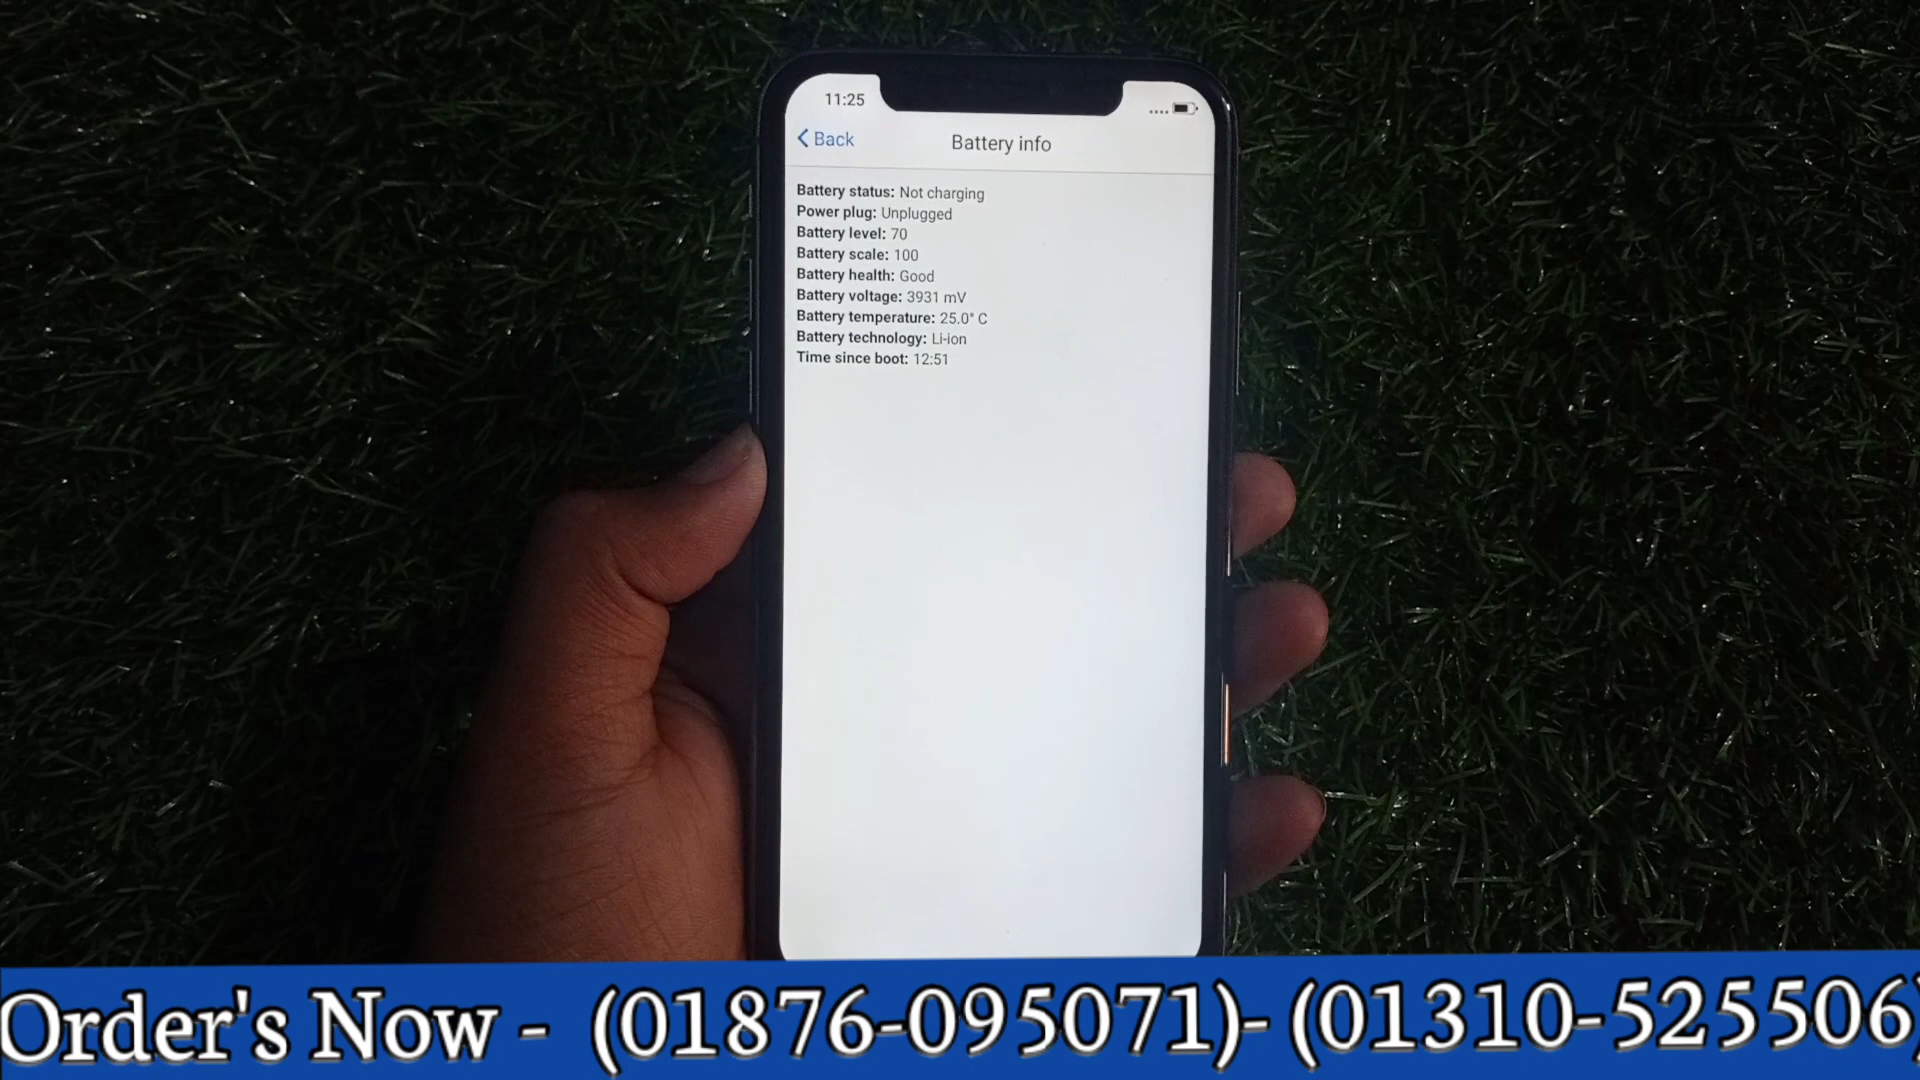 11:25
Back
Battery info
Battery status: Not charging
Power plug: Unplugged
Battery level: 70
Battery scale: 100
Battery health: Good
Battery voltage: 3931 mV
Battery temperature: 25.0° C
Battery technology: Li-ion
Time since boot: 12:51
Order's Now - (01876-095071)- (01310-525506)